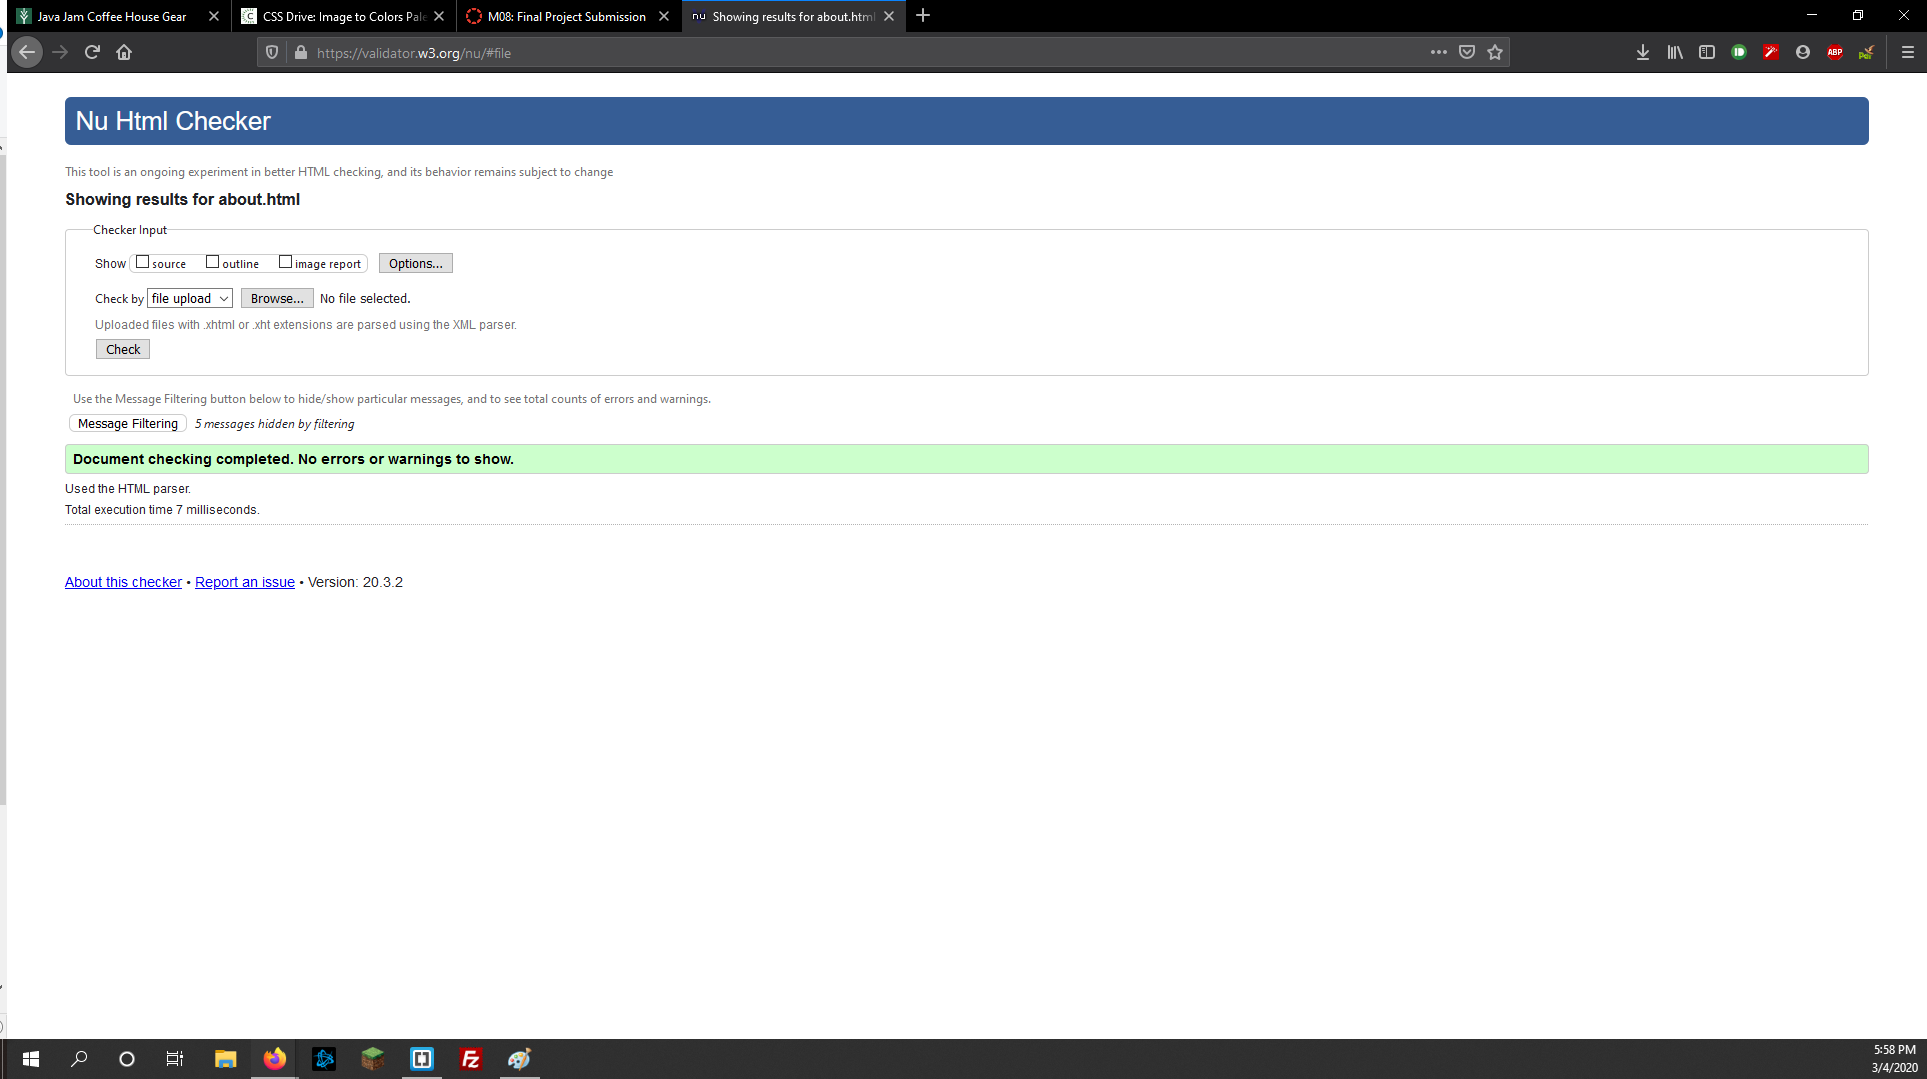 Java Jam Coffee House Gear
CSS Drive: Image to Colors Pale
M08: Final Project Submission
nu Showing results for about.html
https://validator.w3.org/nu/#file
ABP
Nu Html Checker
This tool is an ongoing experiment in better HTML checking, and its behavior remains subject to change
Showing results for about.html
Checker Input
Show source outline image report Options...
Check by file upload Browse... No file selected.
Uploaded files with .xhtml or .xht extensions are parsed using the XML parser.
Check
Use the Message Filtering button below to hide/show particular messages, and to see total counts of errors and warnings.
Message Filtering 5 messages hidden by filtering
Document checking completed. No errors or warnings to show.
Used the HTML parser.
Total execution time 7 milliseconds.
About this checker • Report an issue • Version: 20.3.2
Fz
5:58 PM
3/4/2020